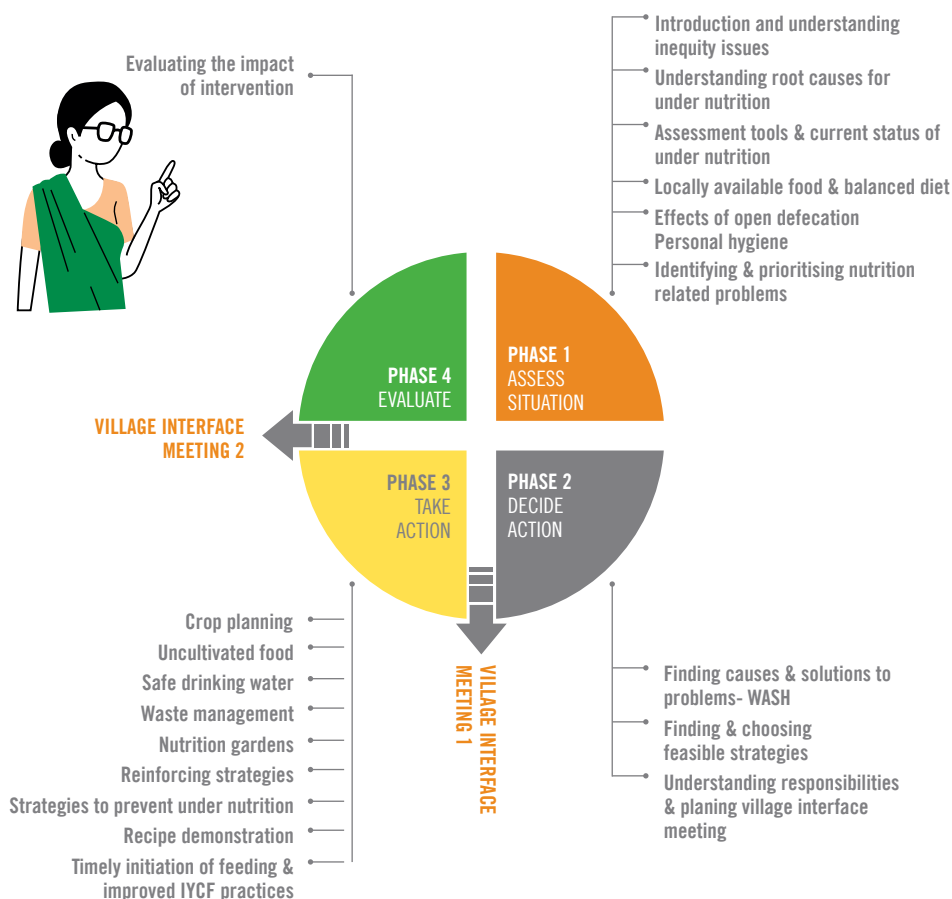 Evaluating the impact
of intervention
Introduction and understanding
inequity issues
Understanding root causes for
under nutrition
Assessment tools & current status of
under nutrition
Locally available food & balanced diet
Effects of open defecation
Personal hygiene
Identifying & prioritising nutrition
related problems
PHASE 4
EVALUATE
PHASE 1
ASSESS
SITUATION
VILLAGE INTERFACE
MEETING 2
PHASE 3
TAKE
ACTION
PHASE 2
DECIDE
ACTION
VILLAGE INTERFACE
MEETING 1
Crop planning
Uncultivated food
Safe drinking water
Waste management
Nutrition gardens
Reinforcing strategies
Strategies to prevent under nutrition
Recipe demonstration
Timely initiation of feeding &
improved IYCF practices
Finding causes & solutions to
problems- WASH
Finding & choosing
feasible strategies
Understanding responsibilities
& planing village interface
meeting